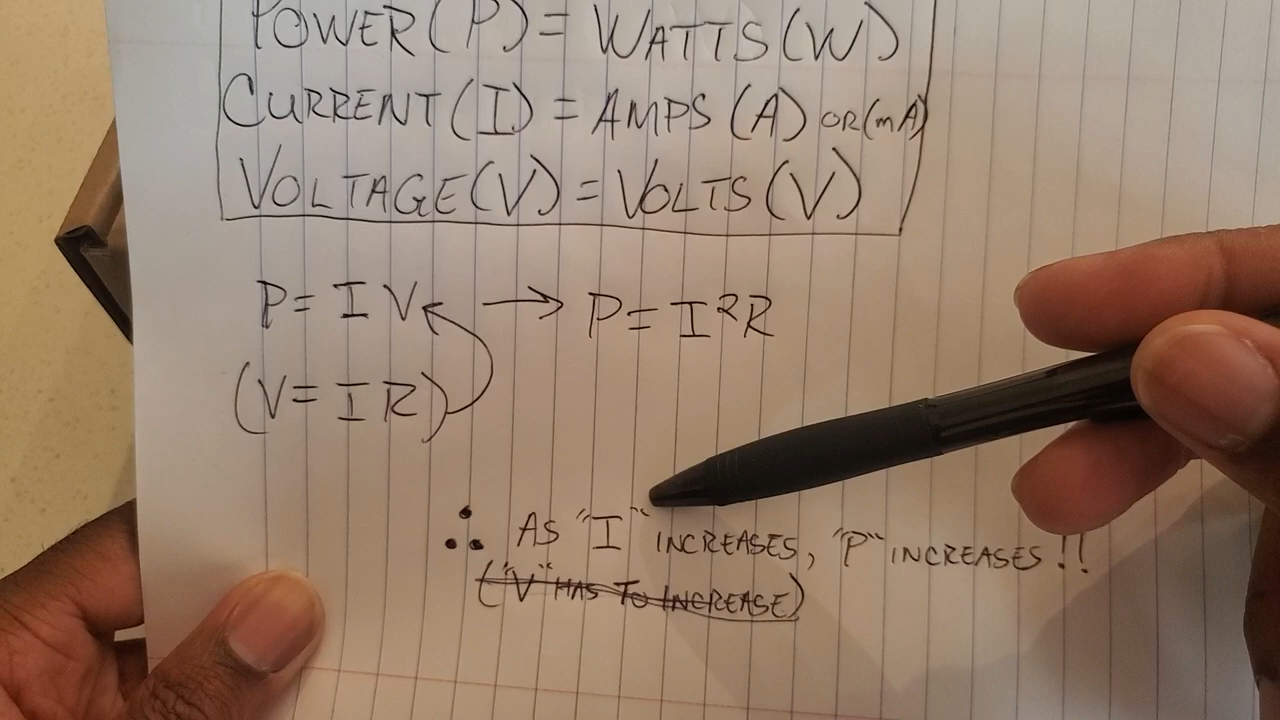 POWER(P) = WATTS(W)
CURRENT(I) = AMPS (A) OR(mA)
VOLTAGE(V) = VOLTS(V)
P = I V → P = I²R
(V = I R)
∴ AS "I" INCREASES, "P" INCREASES!!
("V" HAS TO INCREASE)